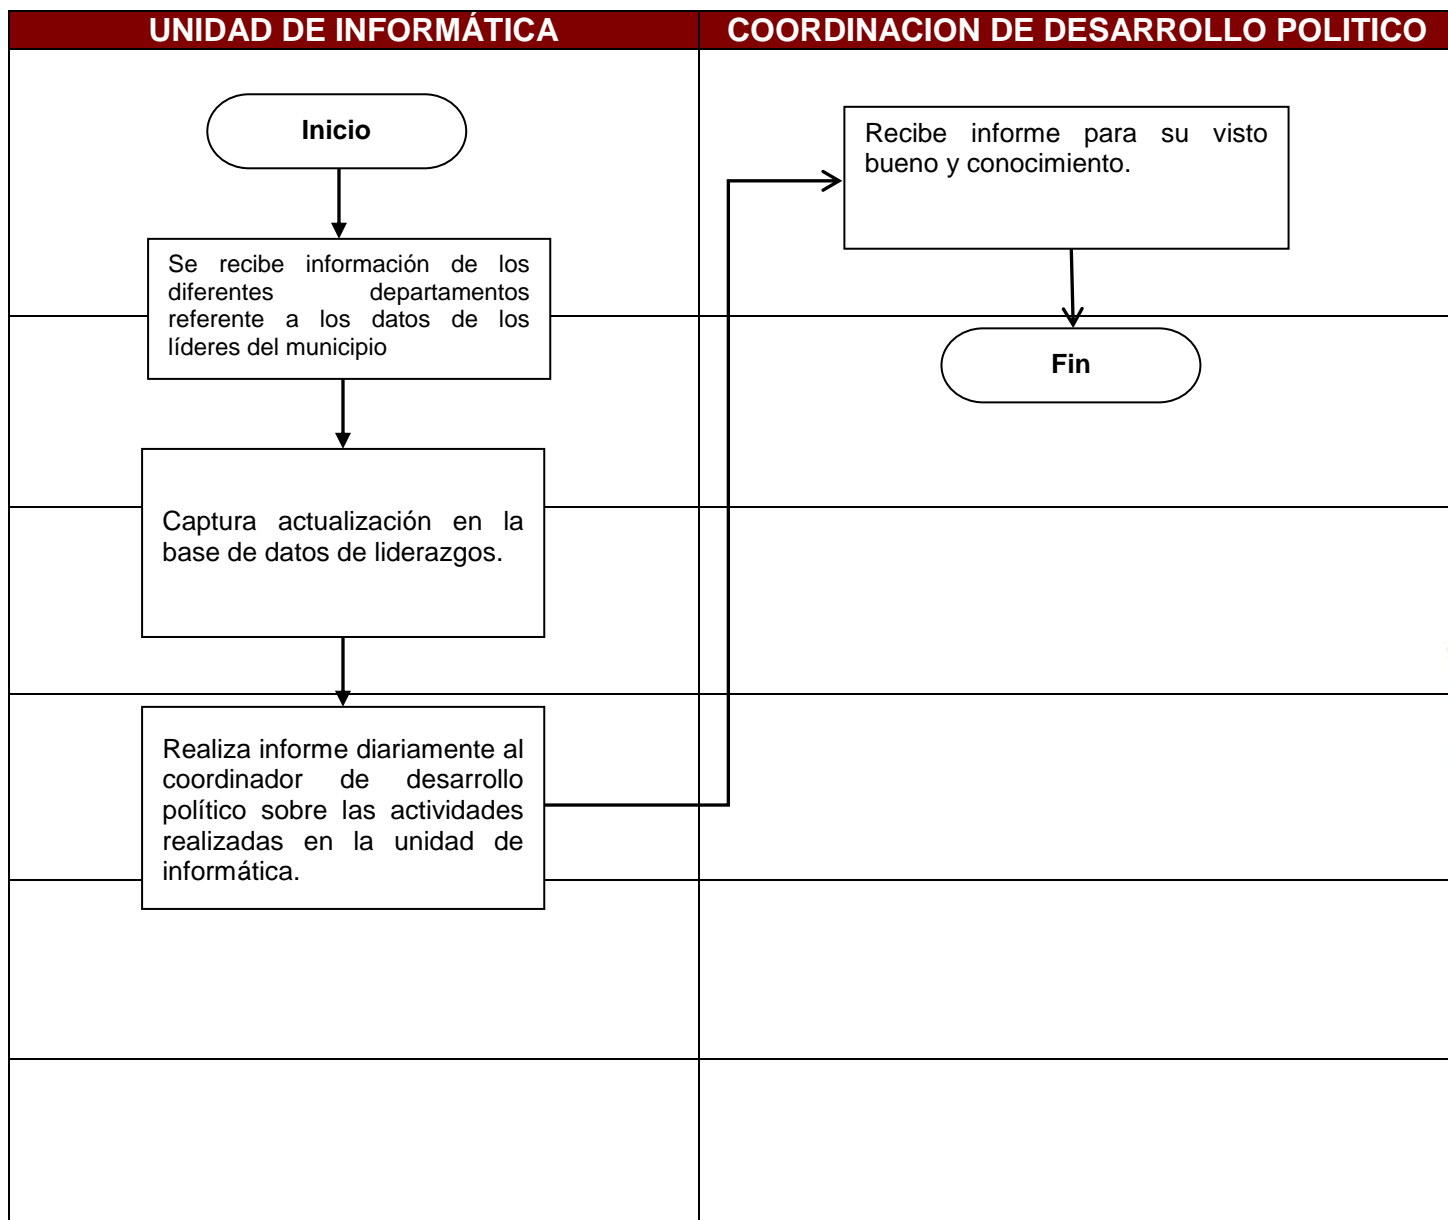 UNIDAD DE INFORMÁTICA
COORDINACION DE DESARROLLO POLITICO
Inicio
Se recibe información de los
diferentes departamentos
referente a los datos de los
líderes del municipio
Captura actualización en la
base de datos de liderazgos.
Realiza informe diariamente al
coordinador de desarrollo
político sobre las actividades
realizadas en la unidad de
informática.
Recibe informe para su visto
bueno y conocimiento.
Fin